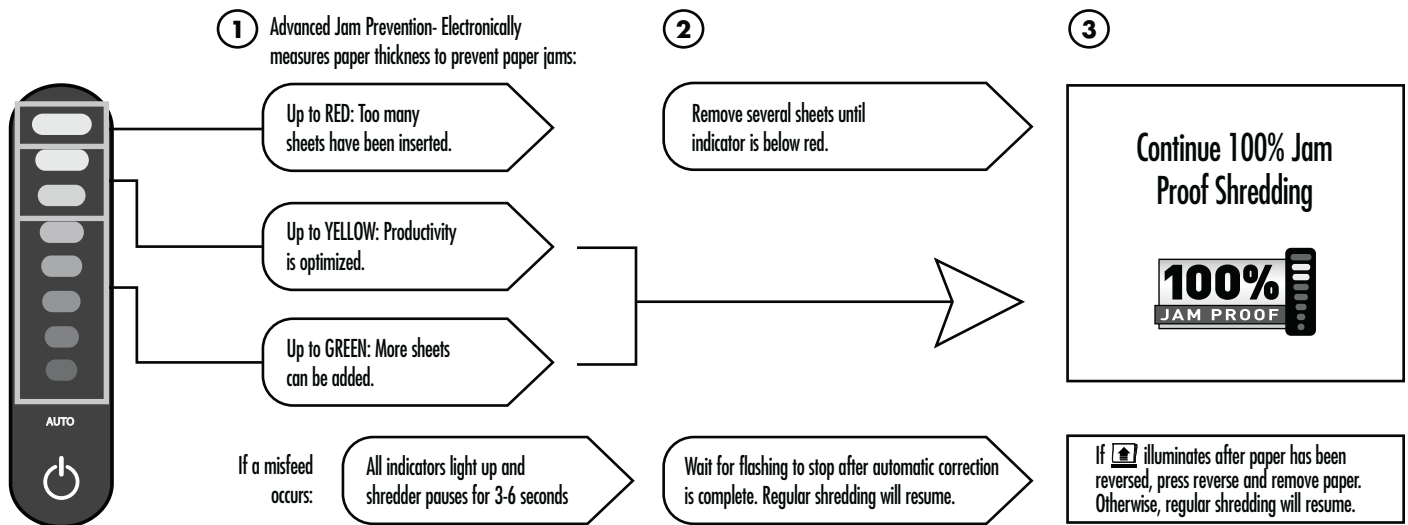 1
Advanced Jam Prevention- Electronically
measures paper thickness to prevent paper jams:
2
3
Up to RED: Too many
sheets have been inserted.
Remove several sheets until
indicator is below red.
Continue 100% Jam
Proof Shredding
Up to YELLOW: Productivity
is optimized.
100%
JAM PROOF
Up to GREEN: More sheets
can be added.
AUTO
If a misfeed
occurs:
All indicators light up and
shredder pauses for 3-6 seconds
Wait for flashing to stop after automatic correction
is complete. Regular shredding will resume.
If illuminates after paper has been
reversed, press reverse and remove paper.
Otherwise, regular shredding will resume.